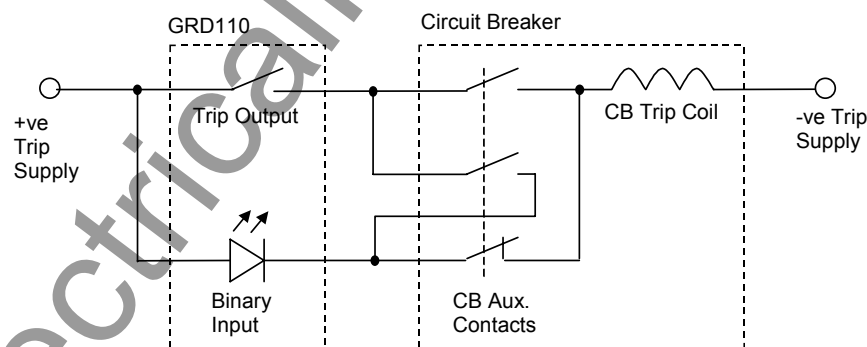 GRD110
Circuit Breaker
+ve
Trip
Supply
Trip Output
CB Trip Coil
-ve Trip
Supply
Binary
Input
CB Aux.
Contacts